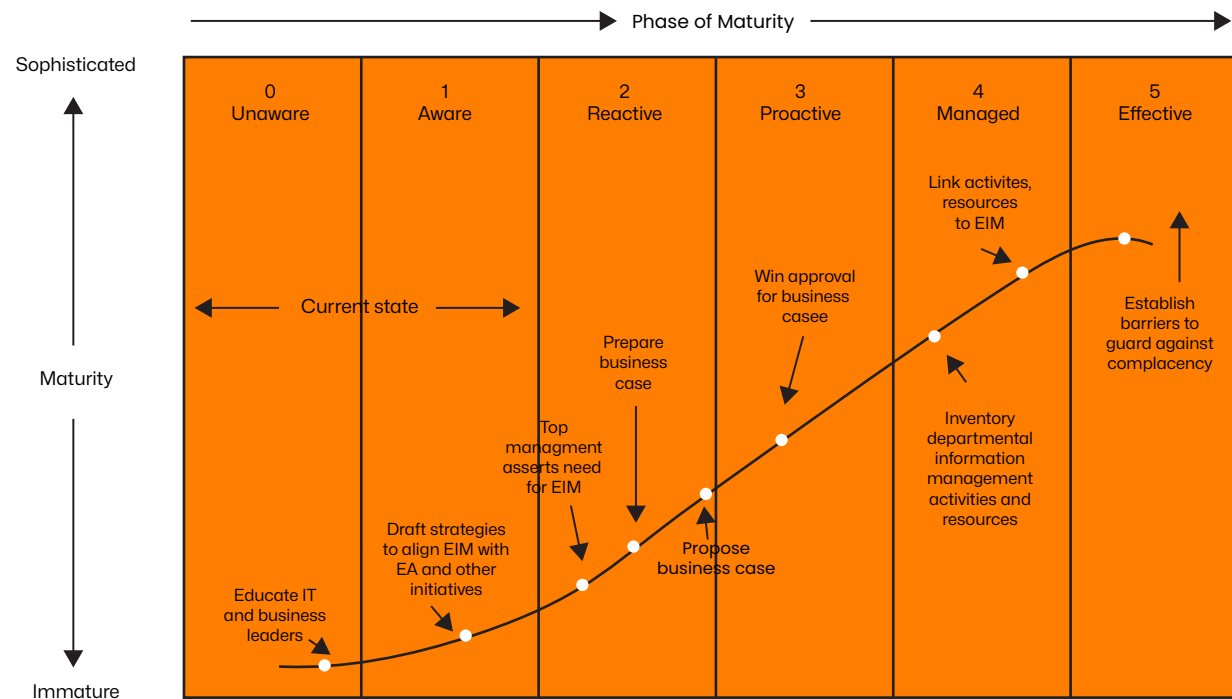 Phase of Maturity
Sophisticated
0
Unaware
1
Aware
2
Reactive
3
Proactive
4
Managed
5
Effective
Link activites,
resources
to EIM
Win approval
for business
casee
Current state
Establish
barriers to
guard against
complacency
Prepare
business
case
Maturity
Inventory
departmental
information
management
activities and
resources
Top
managment
asserts need
for EIM
Draft strategies
to align EIM with
EA and other
initiatives
Propose
business case
Educate IT
and business
leaders
Immature